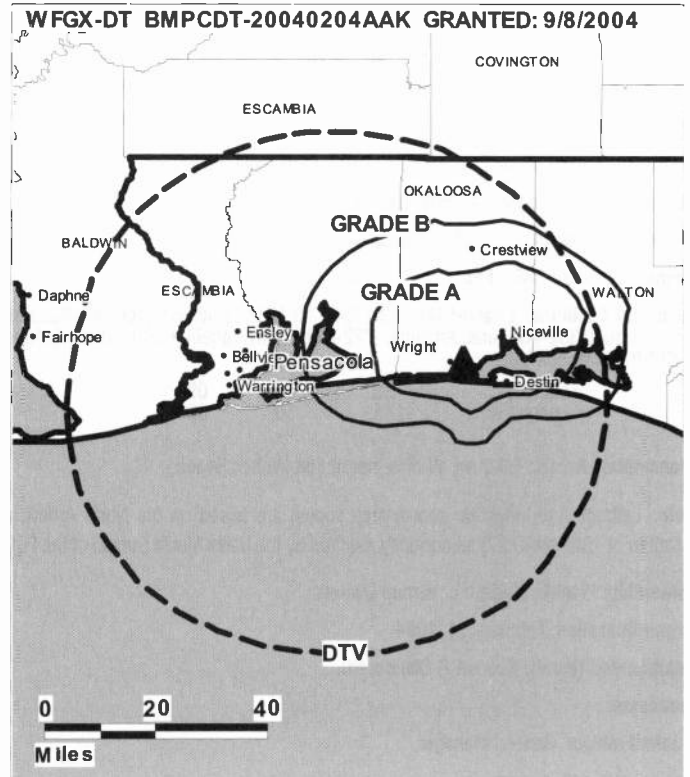 WFGX-DT BMPCDT-20040204AAK GRANTED: 9/8/2004
COVINGTON
ESCAMBIA
OKALOOSA
GRADE B
BALDWIN
Crestview
ESCAMBIA
GRADE A
WALTON
Daphne
Fairhope
Ensley
Niceville
Wright
Pensacola
Warrington
Destin
DTV
0 20 40
Miles